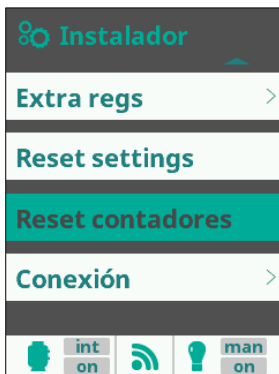 Instalador
Extra regs
Reset settings
Reset contadores
Conexión
int
on
man
on